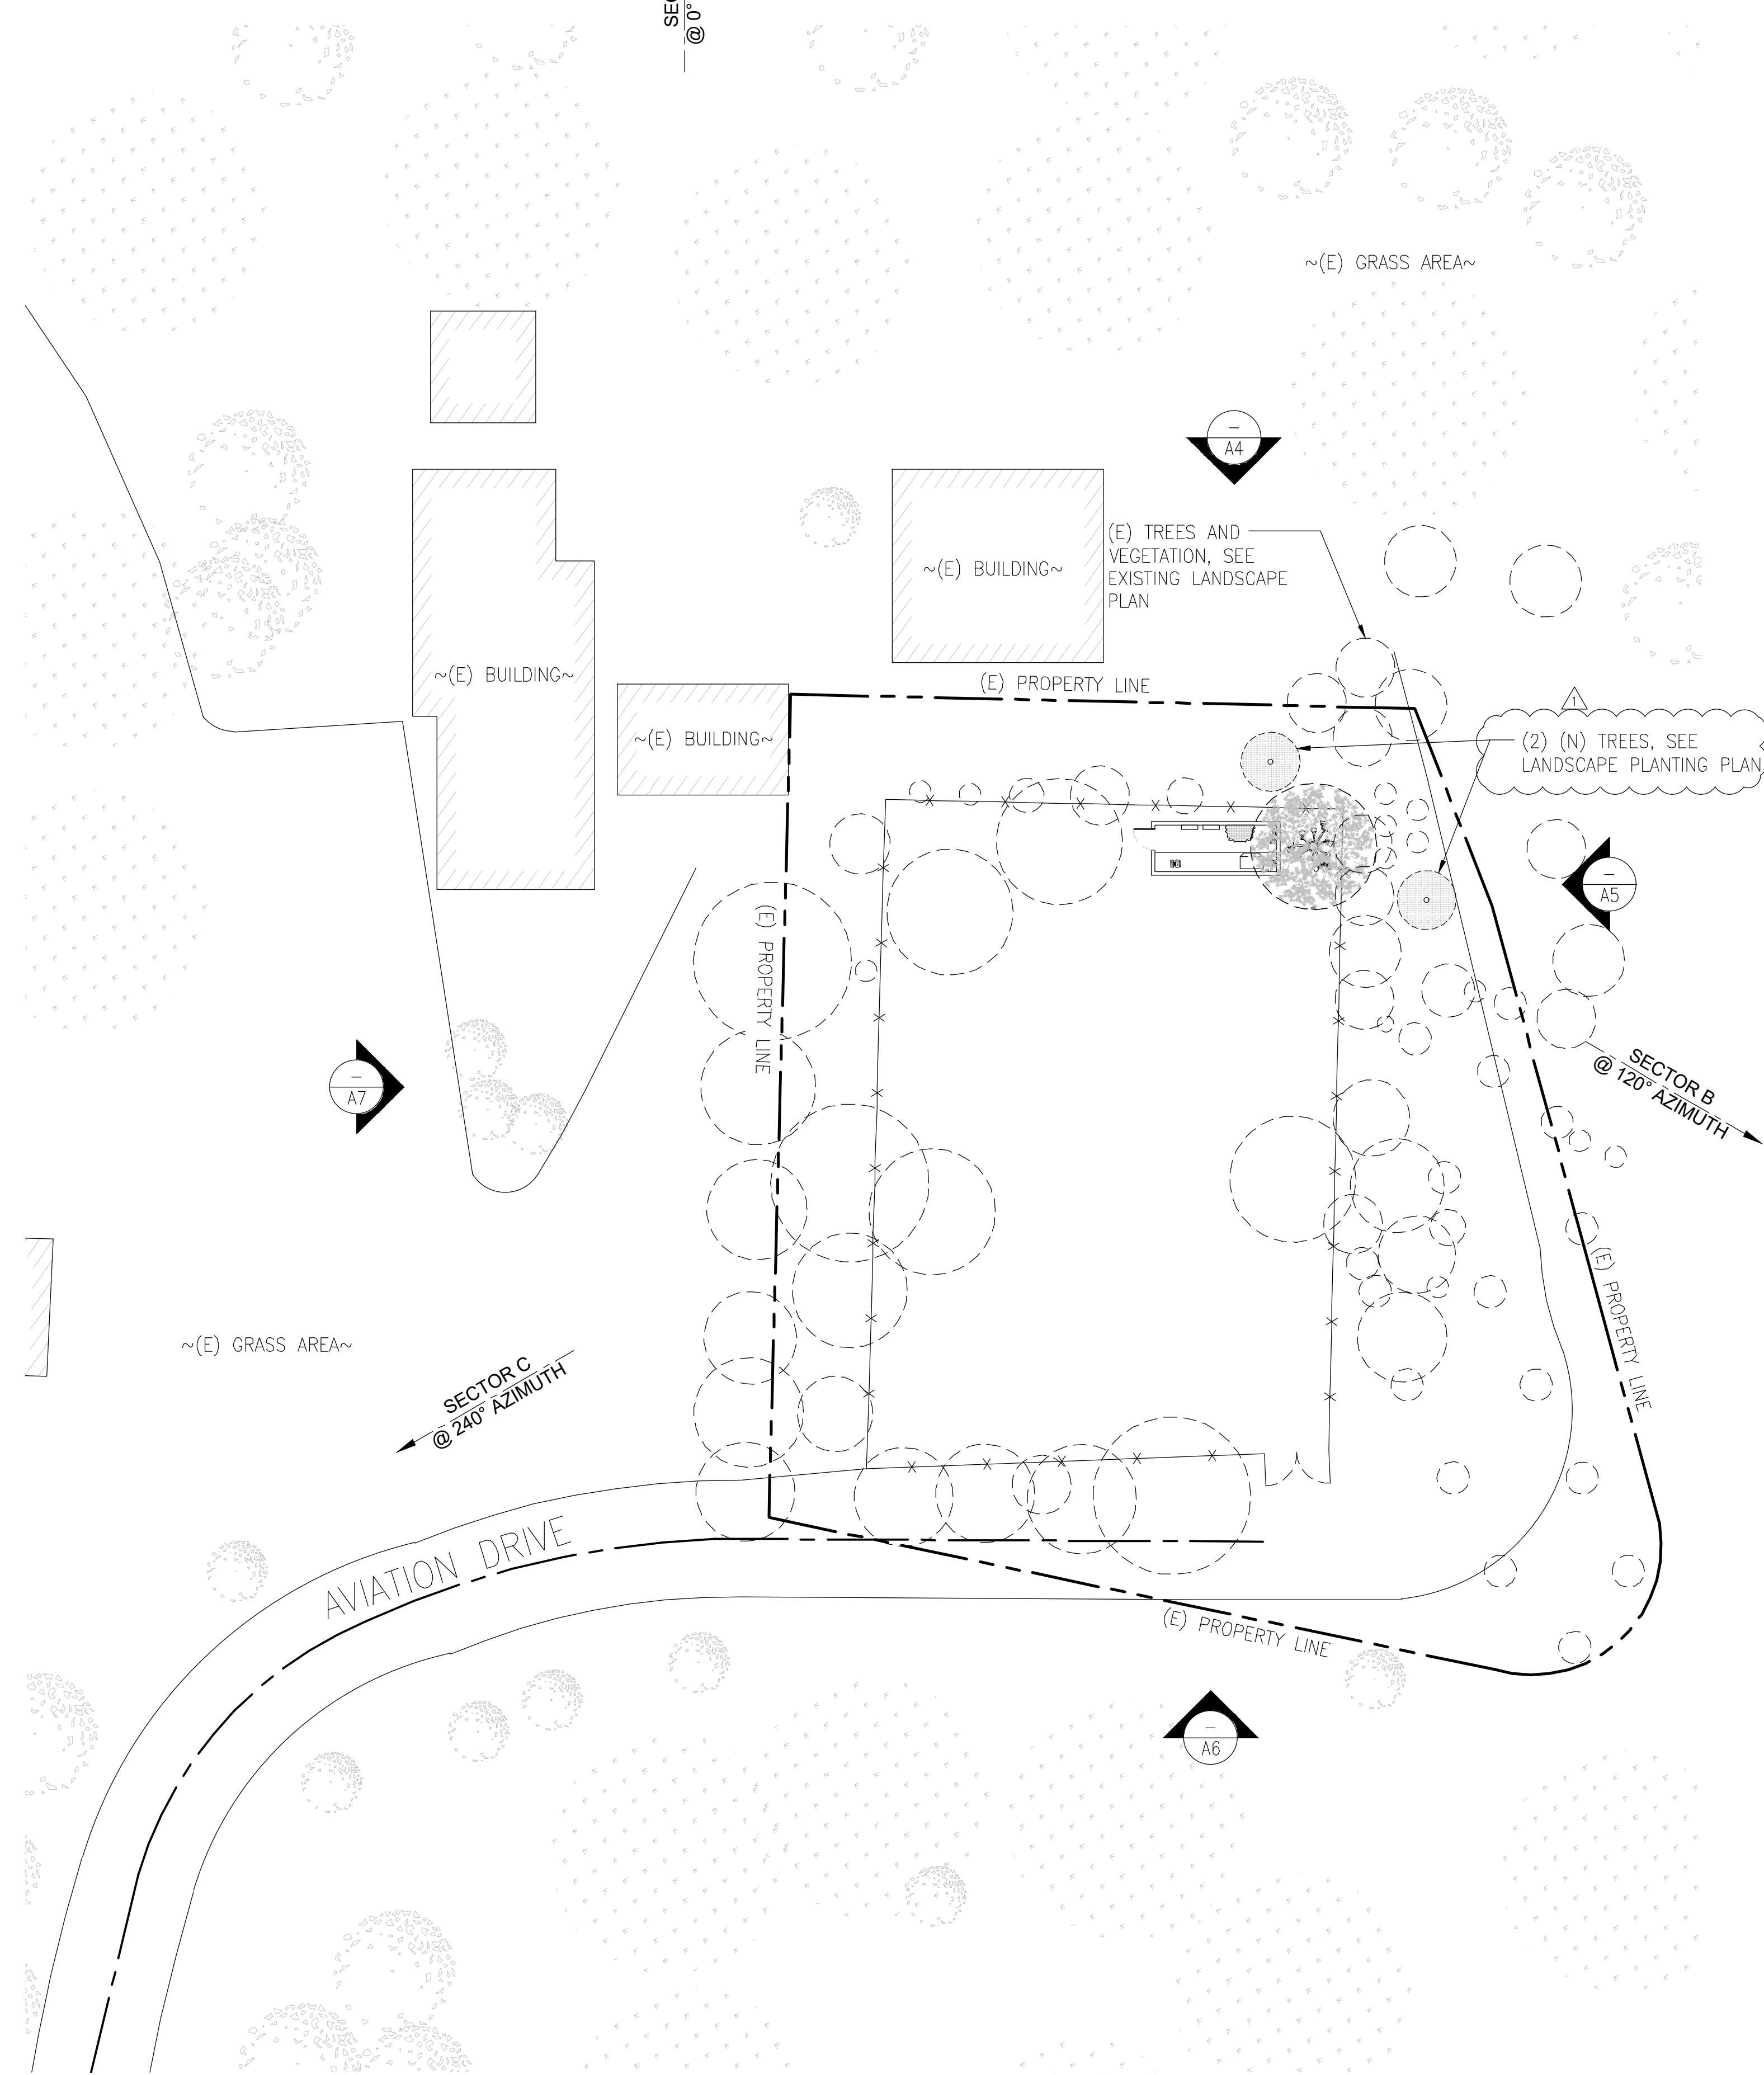 SEC
@ 0°
~(E) GRASS AREA~
–
A4
(E) TREES AND
VEGETATION, SEE
EXISTING LANDSCAPE
PLAN
~(E) BUILDING~
~(E) BUILDING~
(E) PROPERTY LINE
1
~(E) BUILDING~
(2) (N) TREES, SEE
LANDSCAPE PLANTING PLAN
–
A5
(E) PROPERTY LINE
–
A7
SECTOR B
@ 120° AZIMUTH
~(E) GRASS AREA~
(E) PROPERTY LINE
SECTOR C
@ 240° AZIMUTH
AVIATION DRIVE
(E) PROPERTY LINE
–
A6